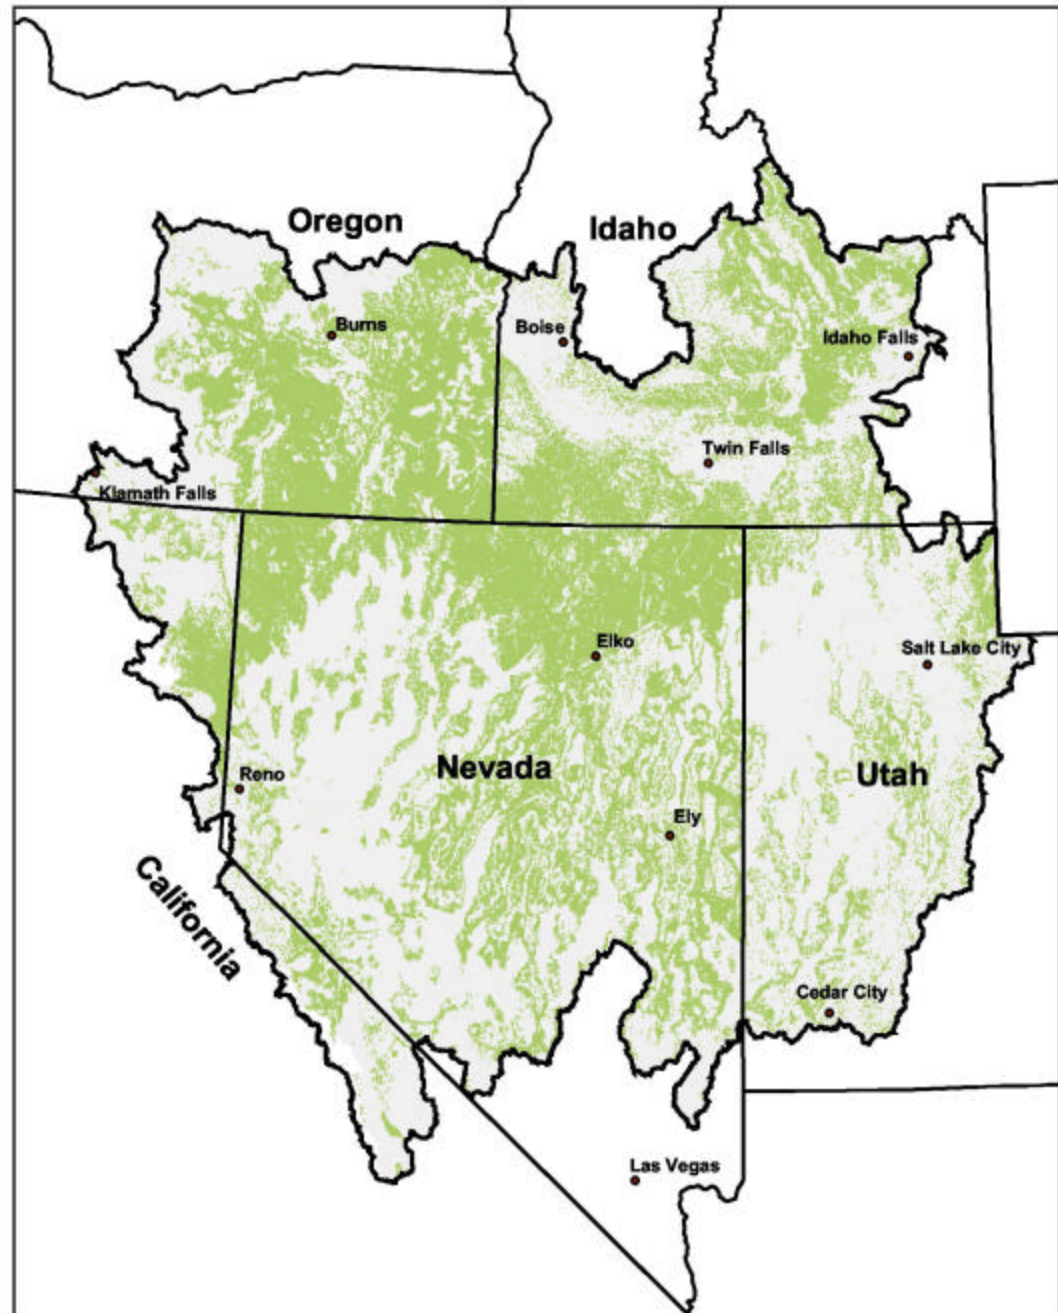 Oregon
Idaho
Burns
Boise
Idaho Falls
Twin Falls
Klamath Falls
Elko
Salt Lake City
Nevada
Reno
Utah
Ely
California
Cedar City
Las Vegas